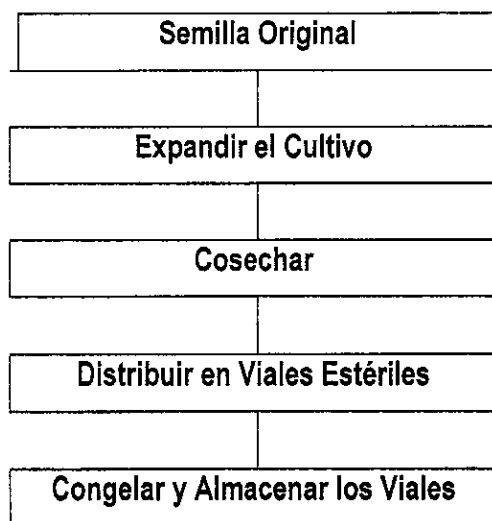 Semilla Original
Expandir el Cultivo
Cosechar
Distribuir en Viales Estériles
Congelar y Almacenar los Viales